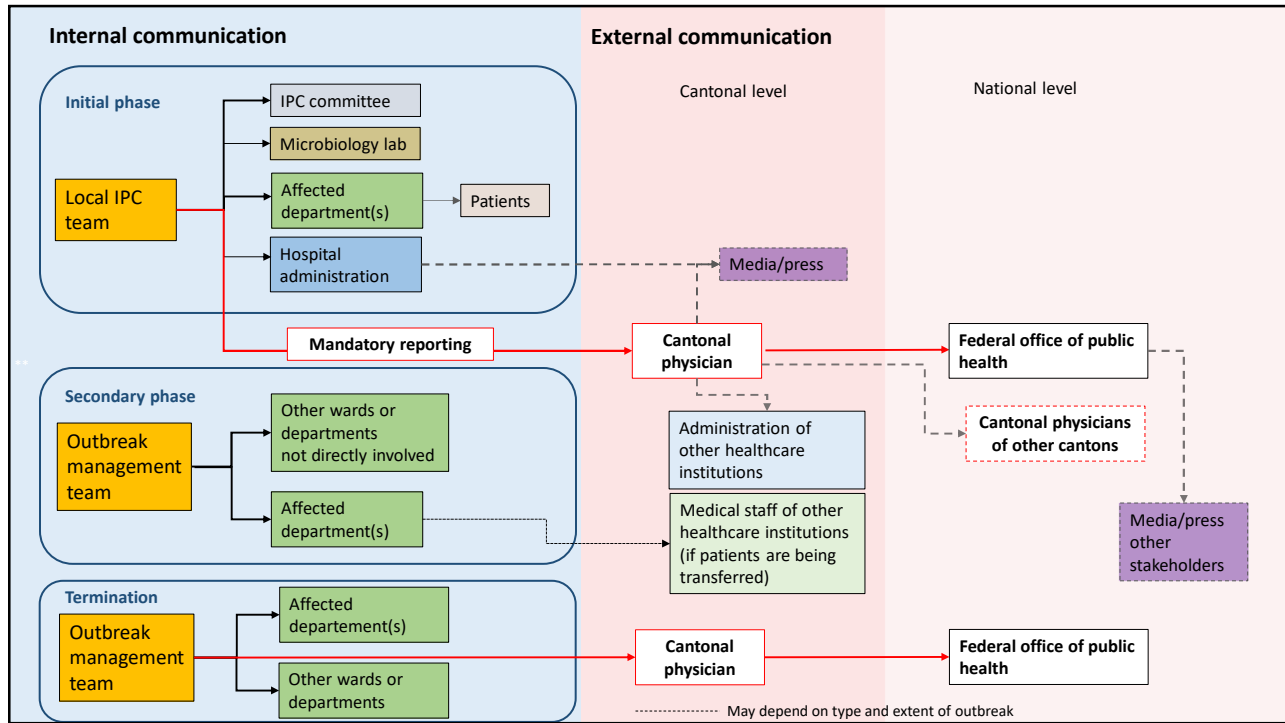 Internal communication
External communication
Initial phase
IPC committee
Cantonal level
National level
Microbiology lab
Local IPC
team
Affected
department(s)
Patients
Hospital
administration
Media/press
Mandatory reporting
Cantonal
physician
Federal office of public
health
Secondary phase
Other wards or
departments
not directly involved
Outbreak
management
team
Administration of
other healthcare
institutions
Cantonal physicians
of other cantons
Affected
department(s)
Medical staff of other
healthcare institutions
(if patients are being
transferred)
Media/press
other
stakeholders
Termination
Affected
departement(s)
Outbreak
management
team
Cantonal
physician
Federal office of public
health
Other wards or
departments
May depend on type and extent of outbreak